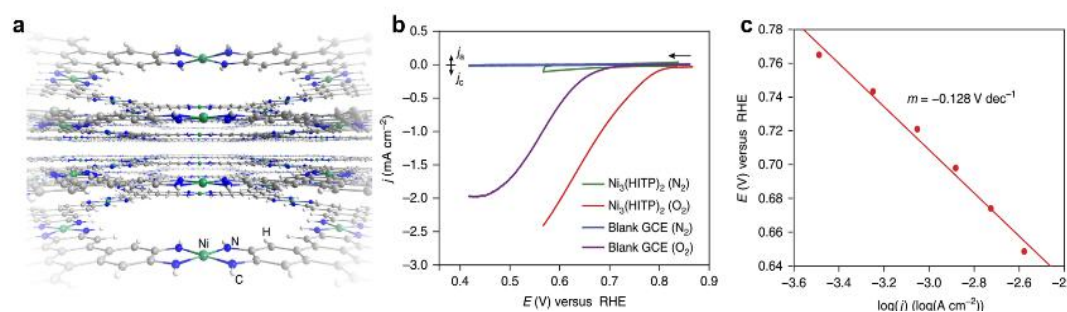 a
Ni
N
H
C
b
0.5
0.0
−0.5
−1.0
−1.5
−2.0
−2.5
−3.0
j (mA cm−2)
ja
jc
Ni3(HITP)2 (N2)
Ni3(HITP)2 (O2)
Blank GCE (N2)
Blank GCE (O2)
0.4 0.5 0.6 0.7 0.8 0.9
E (V) versus RHE
c
0.78
0.76
0.74
0.72
0.70
0.68
0.66
0.64
E (V) versus RHE
m = −0.128 V dec−1
−3.6 −3.4 −3.2 −3.0 −2.8 −2.6 −2.4 −2
log(j) (log(A cm−2))